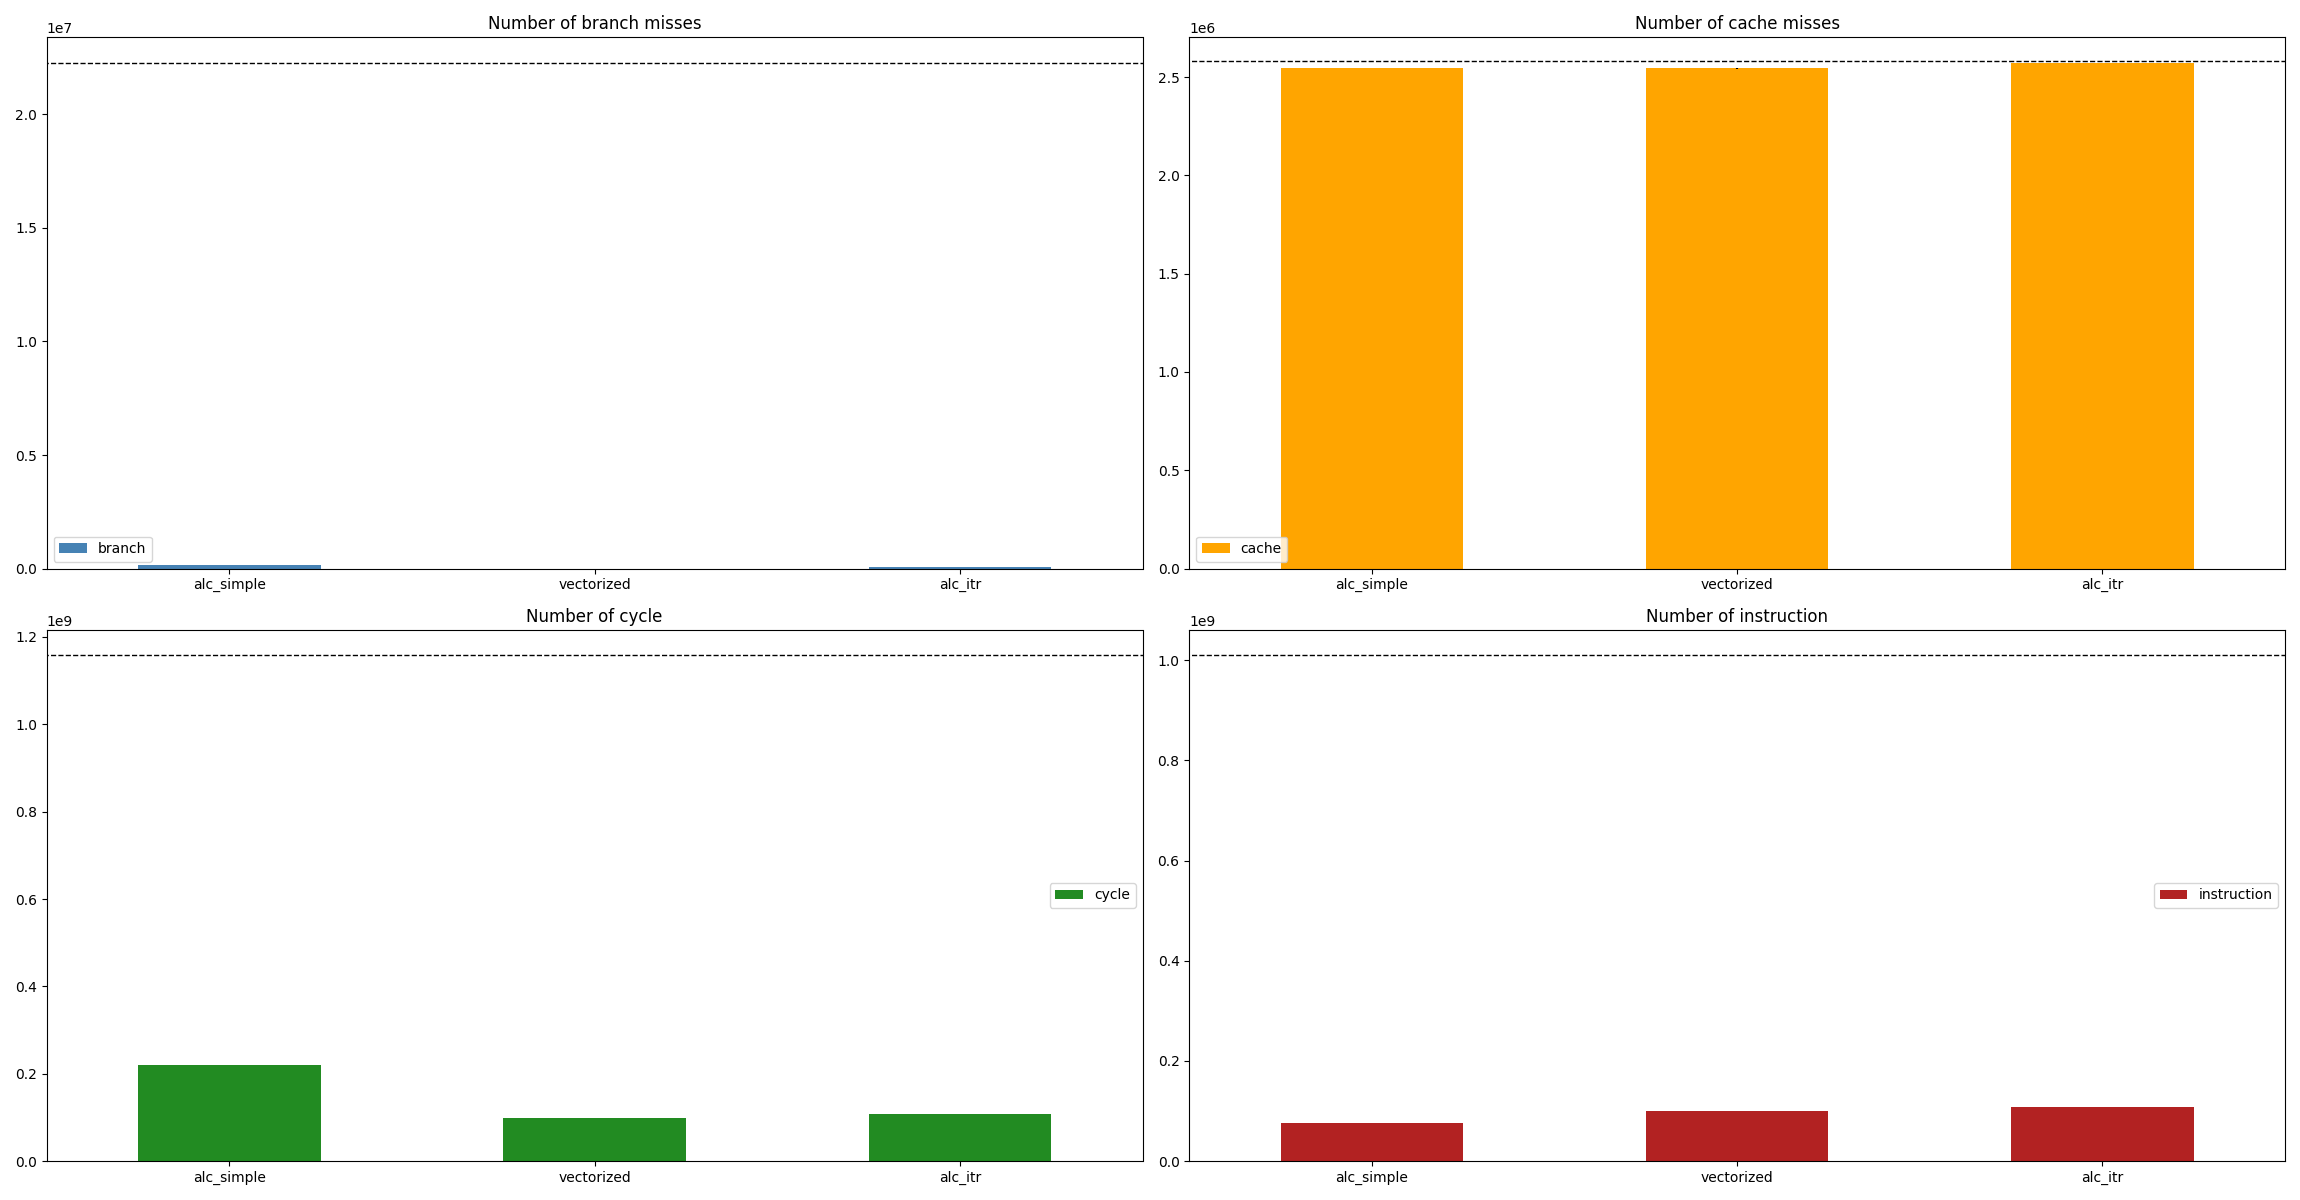 Number of branch misses
1e7
2.0
1.5
1.0
0.5
0.0
branch
alc_simple vectorized alc_itr
Number of cache misses
1e6
2.5
2.0
1.5
1.0
0.5
0.0
cache
alc_simple vectorized alc_itr
Number of cycle
1e9
1.2
1.0
0.8
0.6
0.4
0.2
0.0
cycle
alc_simple vectorized alc_itr
Number of instruction
1e9
1.0
0.8
0.6
0.4
0.2
0.0
instruction
alc_simple vectorized alc_itr